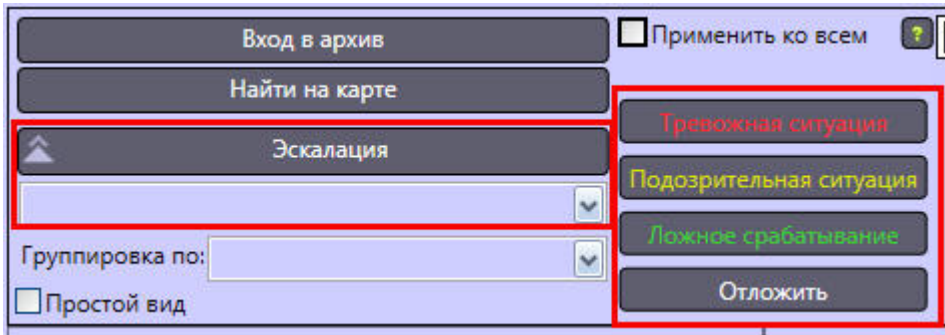 Вход в архив
Применить ко всем
?
Найти на карте
Эскалация
Группировка по:
Простой вид
Тревожная ситуация
Подозрительная ситуация
Ложное срабатывание
Отложить